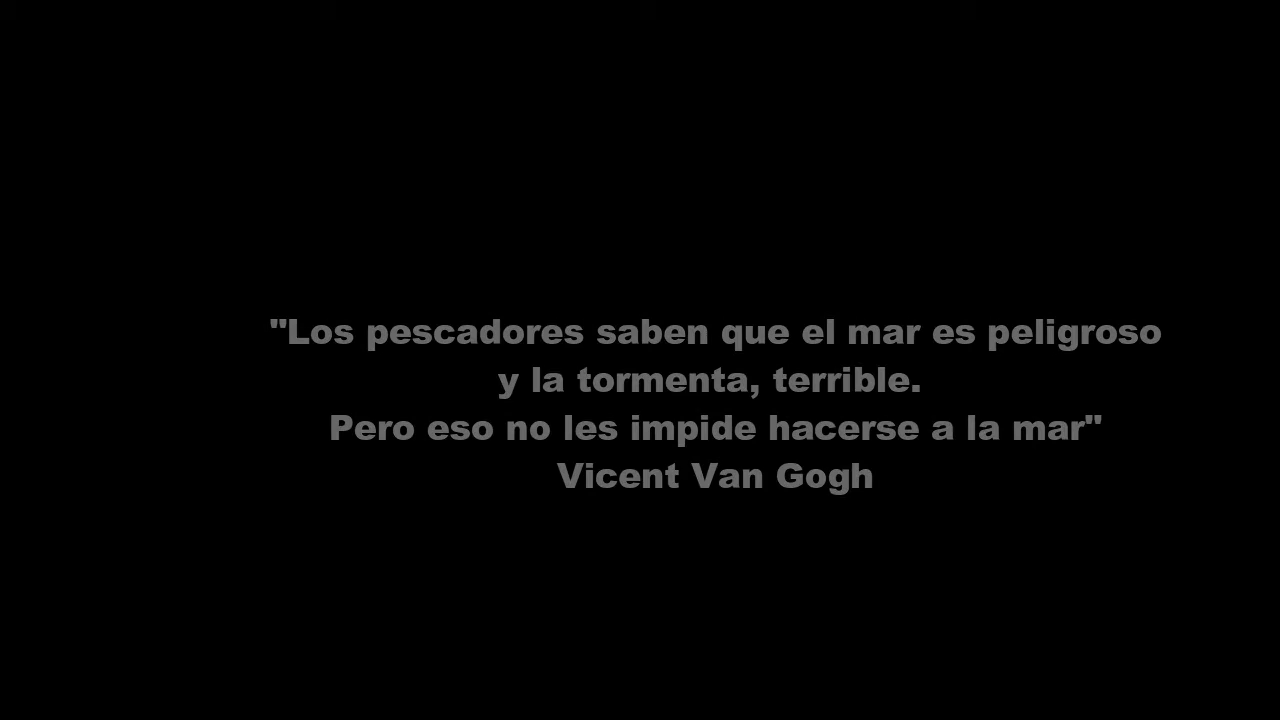 "Los pescadores saben que el mar es peligroso
y la tormenta, terrible.
Pero eso no les impide hacerse a la mar"
Vicent Van Gogh